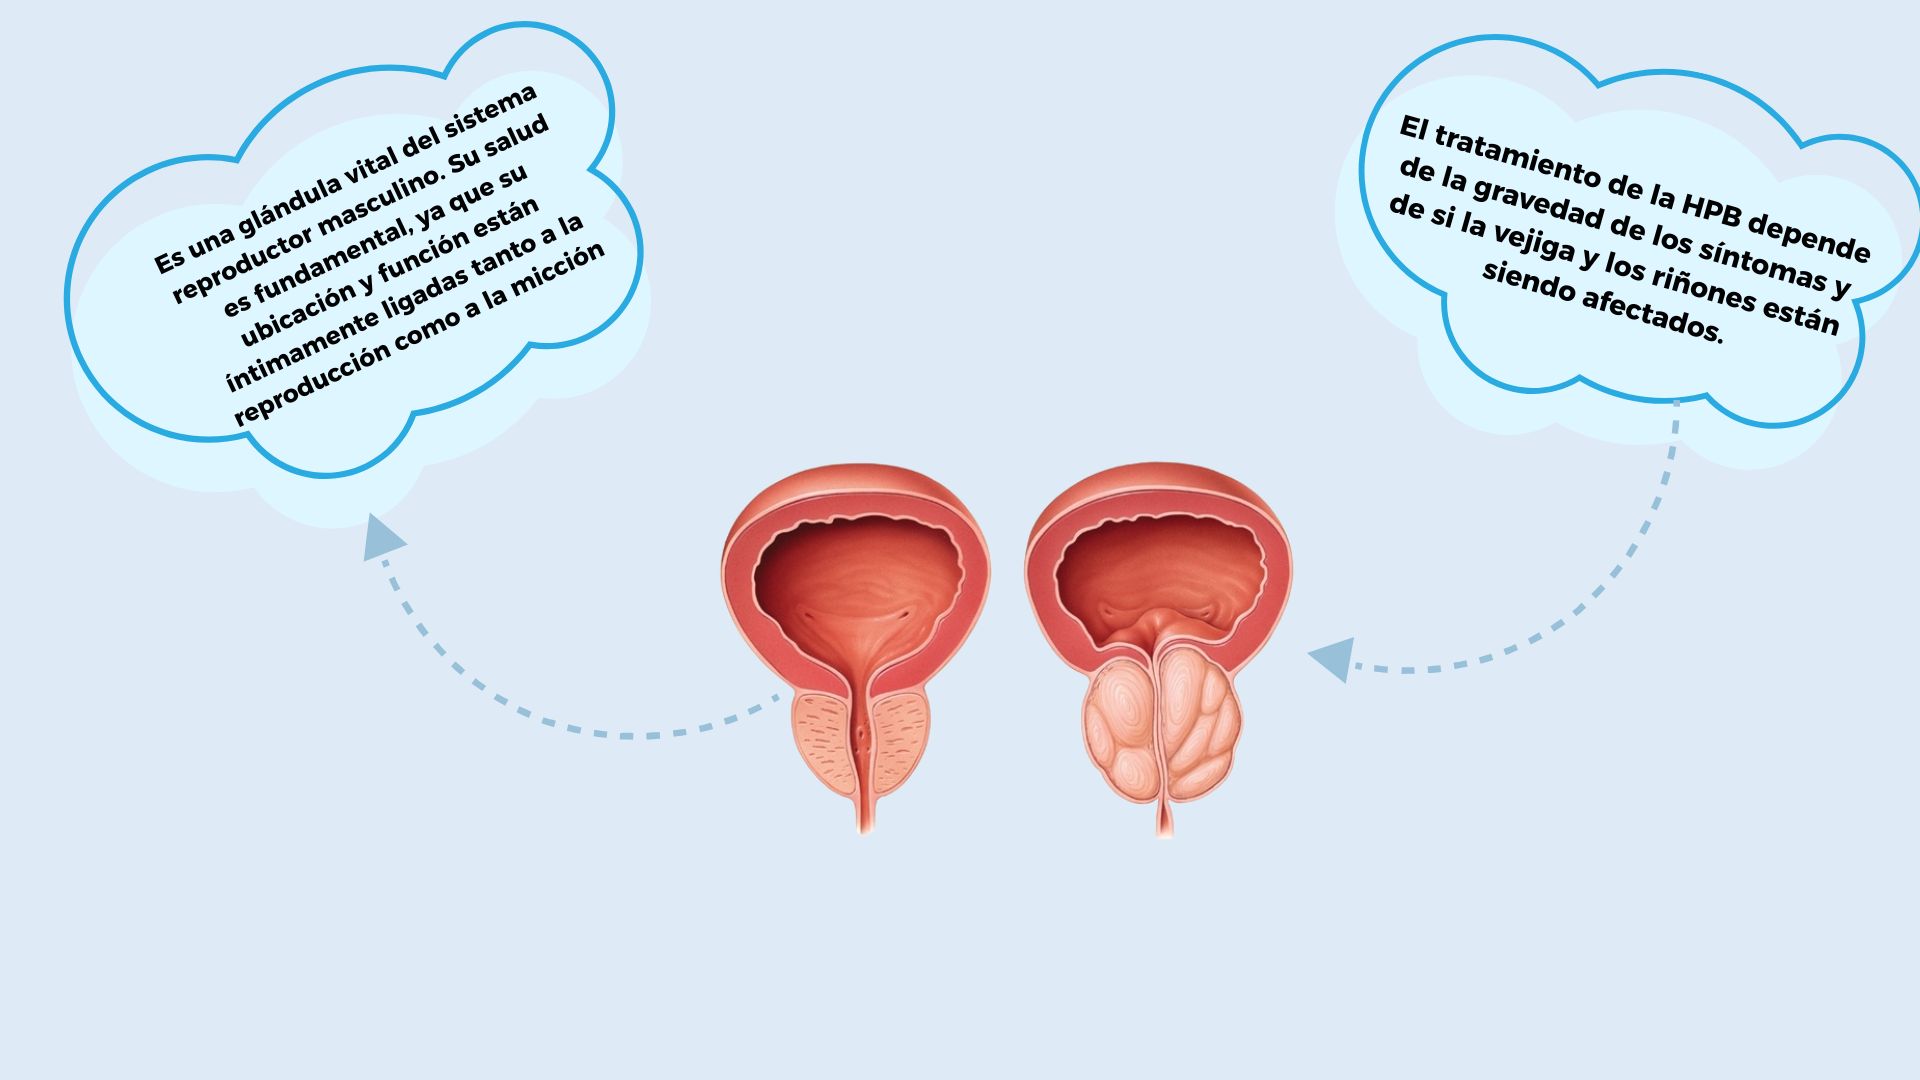 Es una glándula vital del sistema
reproductor masculino. Su salud
es fundamental, ya que su
ubicación y función están
íntimamente ligadas tanto a la
reproducción como a la micción
El tratamiento de la HPB depende
de la gravedad de los síntomas y
de si la vejiga y los riñones están
siendo afectados.